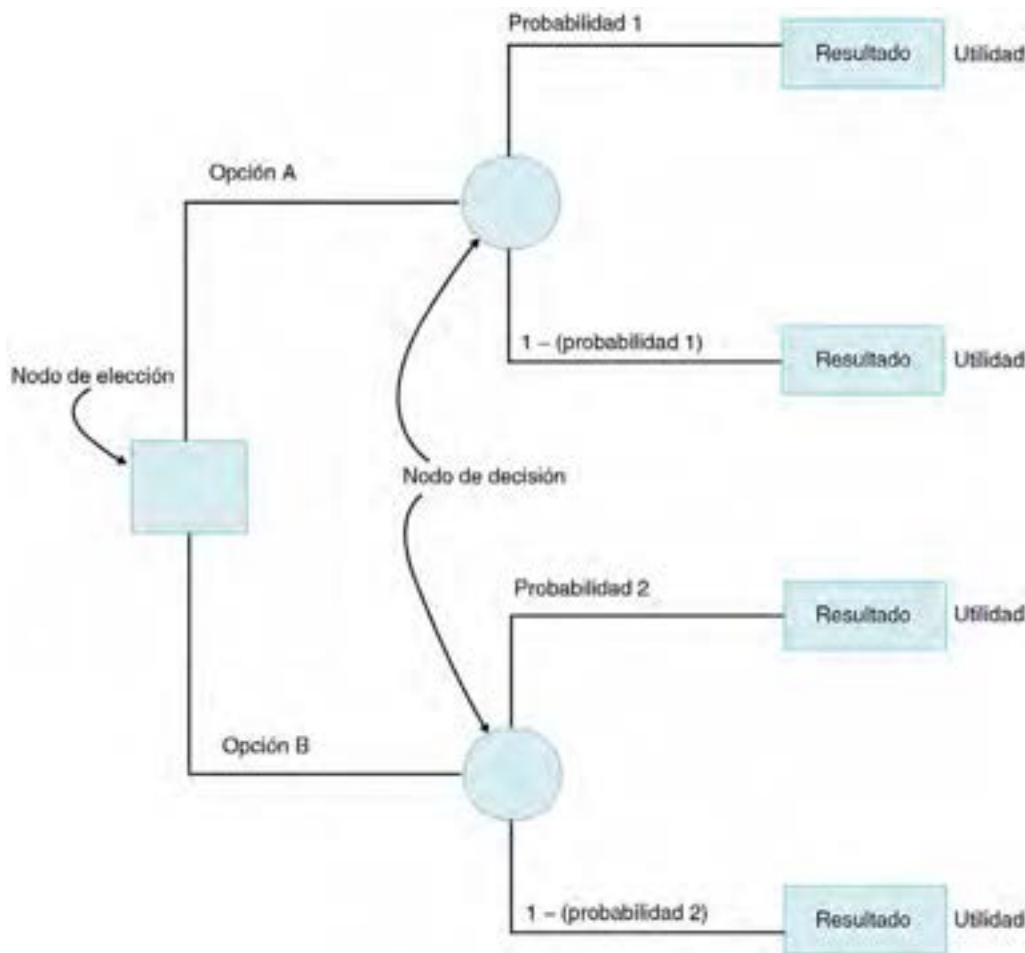 Probabilidad 1
Resultado
Utilidad
Opción A
1 – (probabilidad 1)
Resultado
Utilidad
Nodo de elección
Nodo de decisión
Probabilidad 2
Resultado
Utilidad
Opción B
1 – (probabilidad 2)
Resultado
Utilidad